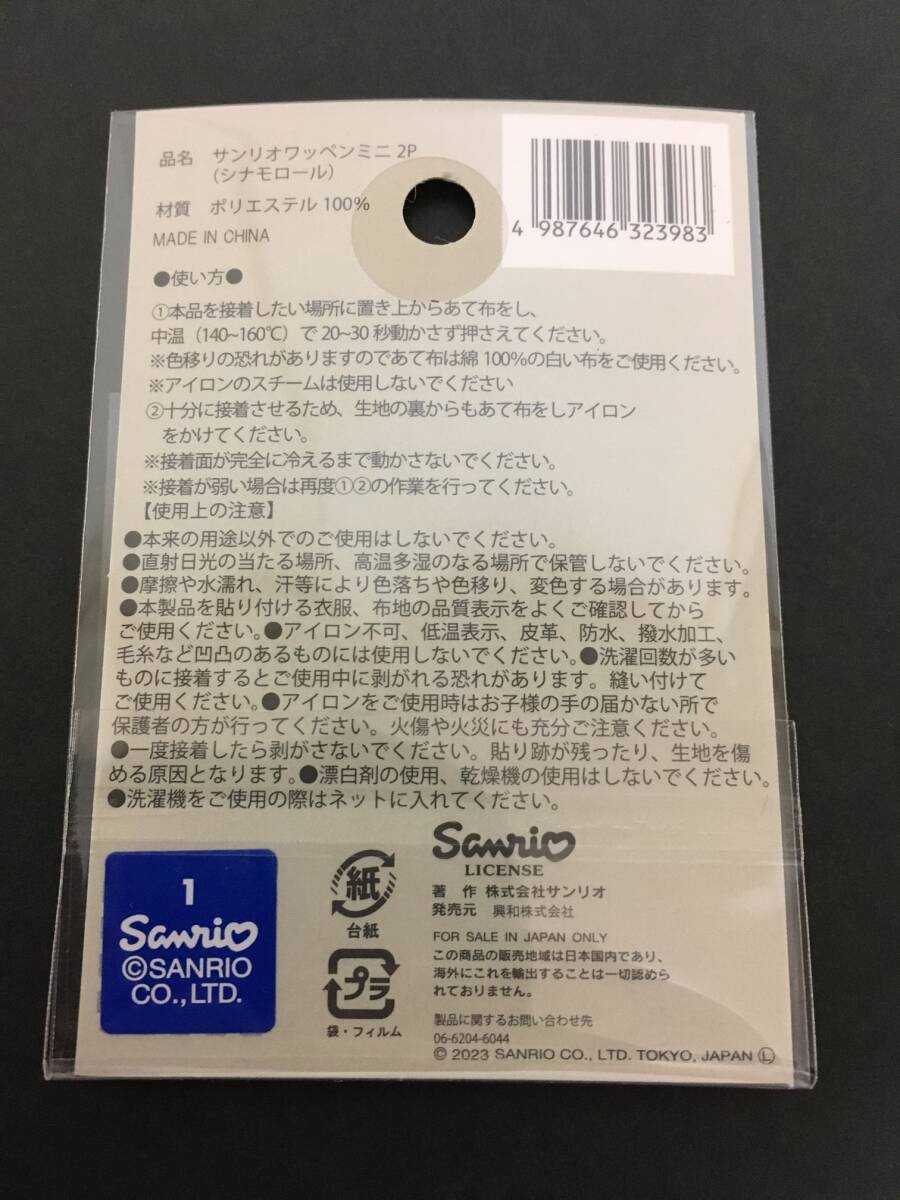 品名 サンリオワッペンミニ 2P
(シナモロール)
材質 ポリエステル 100%
MADE IN CHINA
4 987646 323983
●使い方●
①本品を接着したい場所に置き上からあて布をし、
中温(140~160℃)で 20~30 秒動かさず押さえてください。
※色移りの恐れがありますのであて布は綿 100%の白い布をご使用ください。
※アイロンのスチームは使用しないでください
②十分に接着させるため、生地の裏からもあて布をしアイロン
をかけてください。
※接着面が完全に冷えるまで動かさないでください。
※接着が弱い場合は再度①②の作業を行ってください。
【使用上の注意】
●本来の用途以外でのご使用はしないでください。
●直射日光の当たる場所、高温多湿のなる場所で保管しないでください。
●摩擦や水濡れ、汗等により色落ちや色移り、変色する場合があります。
●本製品を貼り付ける衣服、布地の品質表示をよくご確認してから
ご使用ください。●アイロン不可、低温表示、皮革、防水、撥水加工、
毛糸など凹凸のあるものには使用しないでください。●洗濯回数が多い
ものに接着するとご使用中に剥がれる恐れがあります。縫い付けて
ご使用ください。●アイロンをご使用時はお子様の手の届かない所で
保護者の方が行ってください。火傷や火災にも充分ご注意ください。
●一度接着したら剥がさないでください。貼り跡が残ったり、生地を傷
める原因となります。●漂白剤の使用、乾燥機の使用はしないでください。
●洗濯機をご使用の際はネットに入れてください。
1
Sanrio
©SANRIO
CO.,LTD.
紙
台紙
プラ
袋・フィルム
Sanrio
LICENSE
著 作 株式会社サンリオ
発売元 興和株式会社
FOR SALE IN JAPAN ONLY
この商品の販売地域は日本国内であり、
海外にこれを輸出することは一切認めら
れておりません。
製品に関するお問い合わせ先
06-6204-6044
© 2023 SANRIO CO., LTD. TOKYO, JAPAN Ⓛ